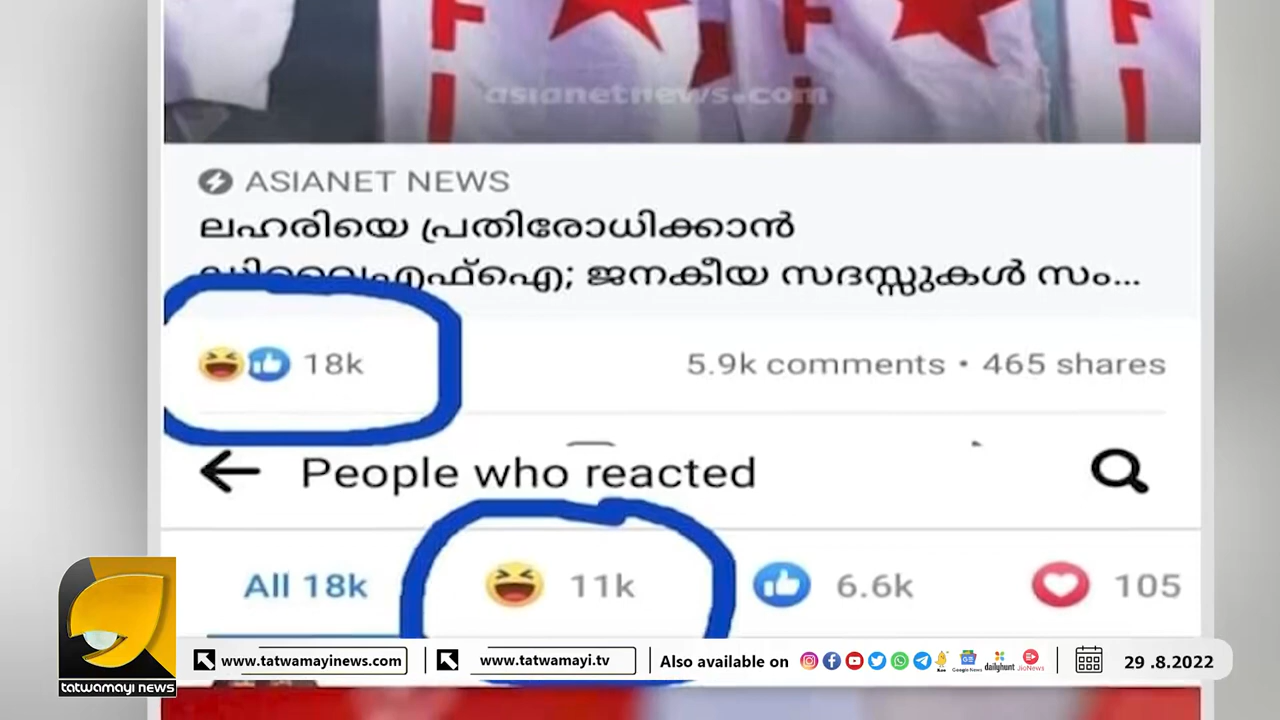 asianetnews.com
ASIANET NEWS
ലഹരിയെ പ്രതിരോധിക്കാൻ
ഡിവൈഎഫ്ഐ; ജനകീയ സദസ്സുകൾ സം...
18k
5.9k comments • 465 shares
People who reacted
All 18k
11k
6.6k
105
www.tatwamayinews.com
www.tatwamayi.tv
Also available on
Google News
dailyhunt
JioNews
29 .8.2022
tatwamayi news